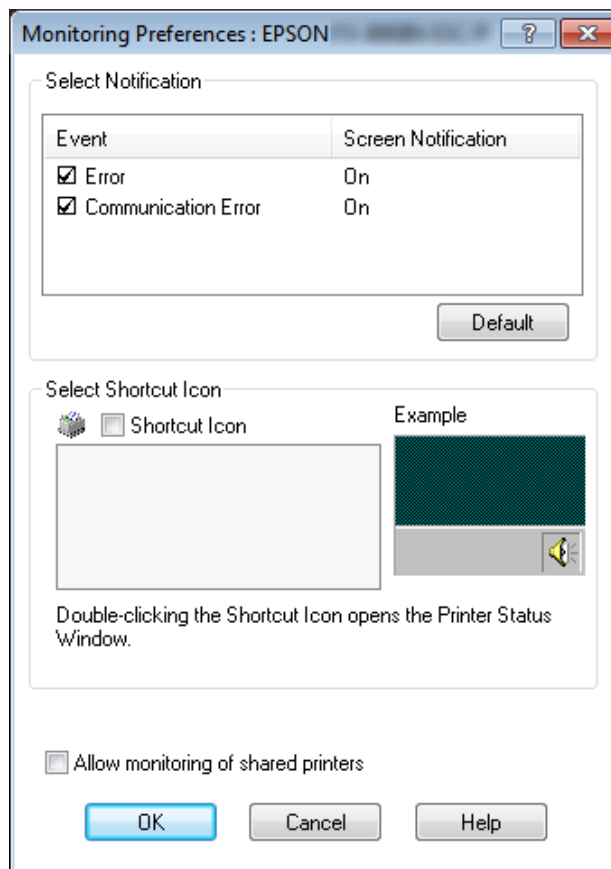 Monitoring Preferences : EPSON
Select Notification
Event Screen Notification
Error On
Communication Error On
Default
Select Shortcut Icon
Shortcut Icon
Example
Double-clicking the Shortcut Icon opens the Printer Status
Window.
Allow monitoring of shared printers
OK Cancel Help